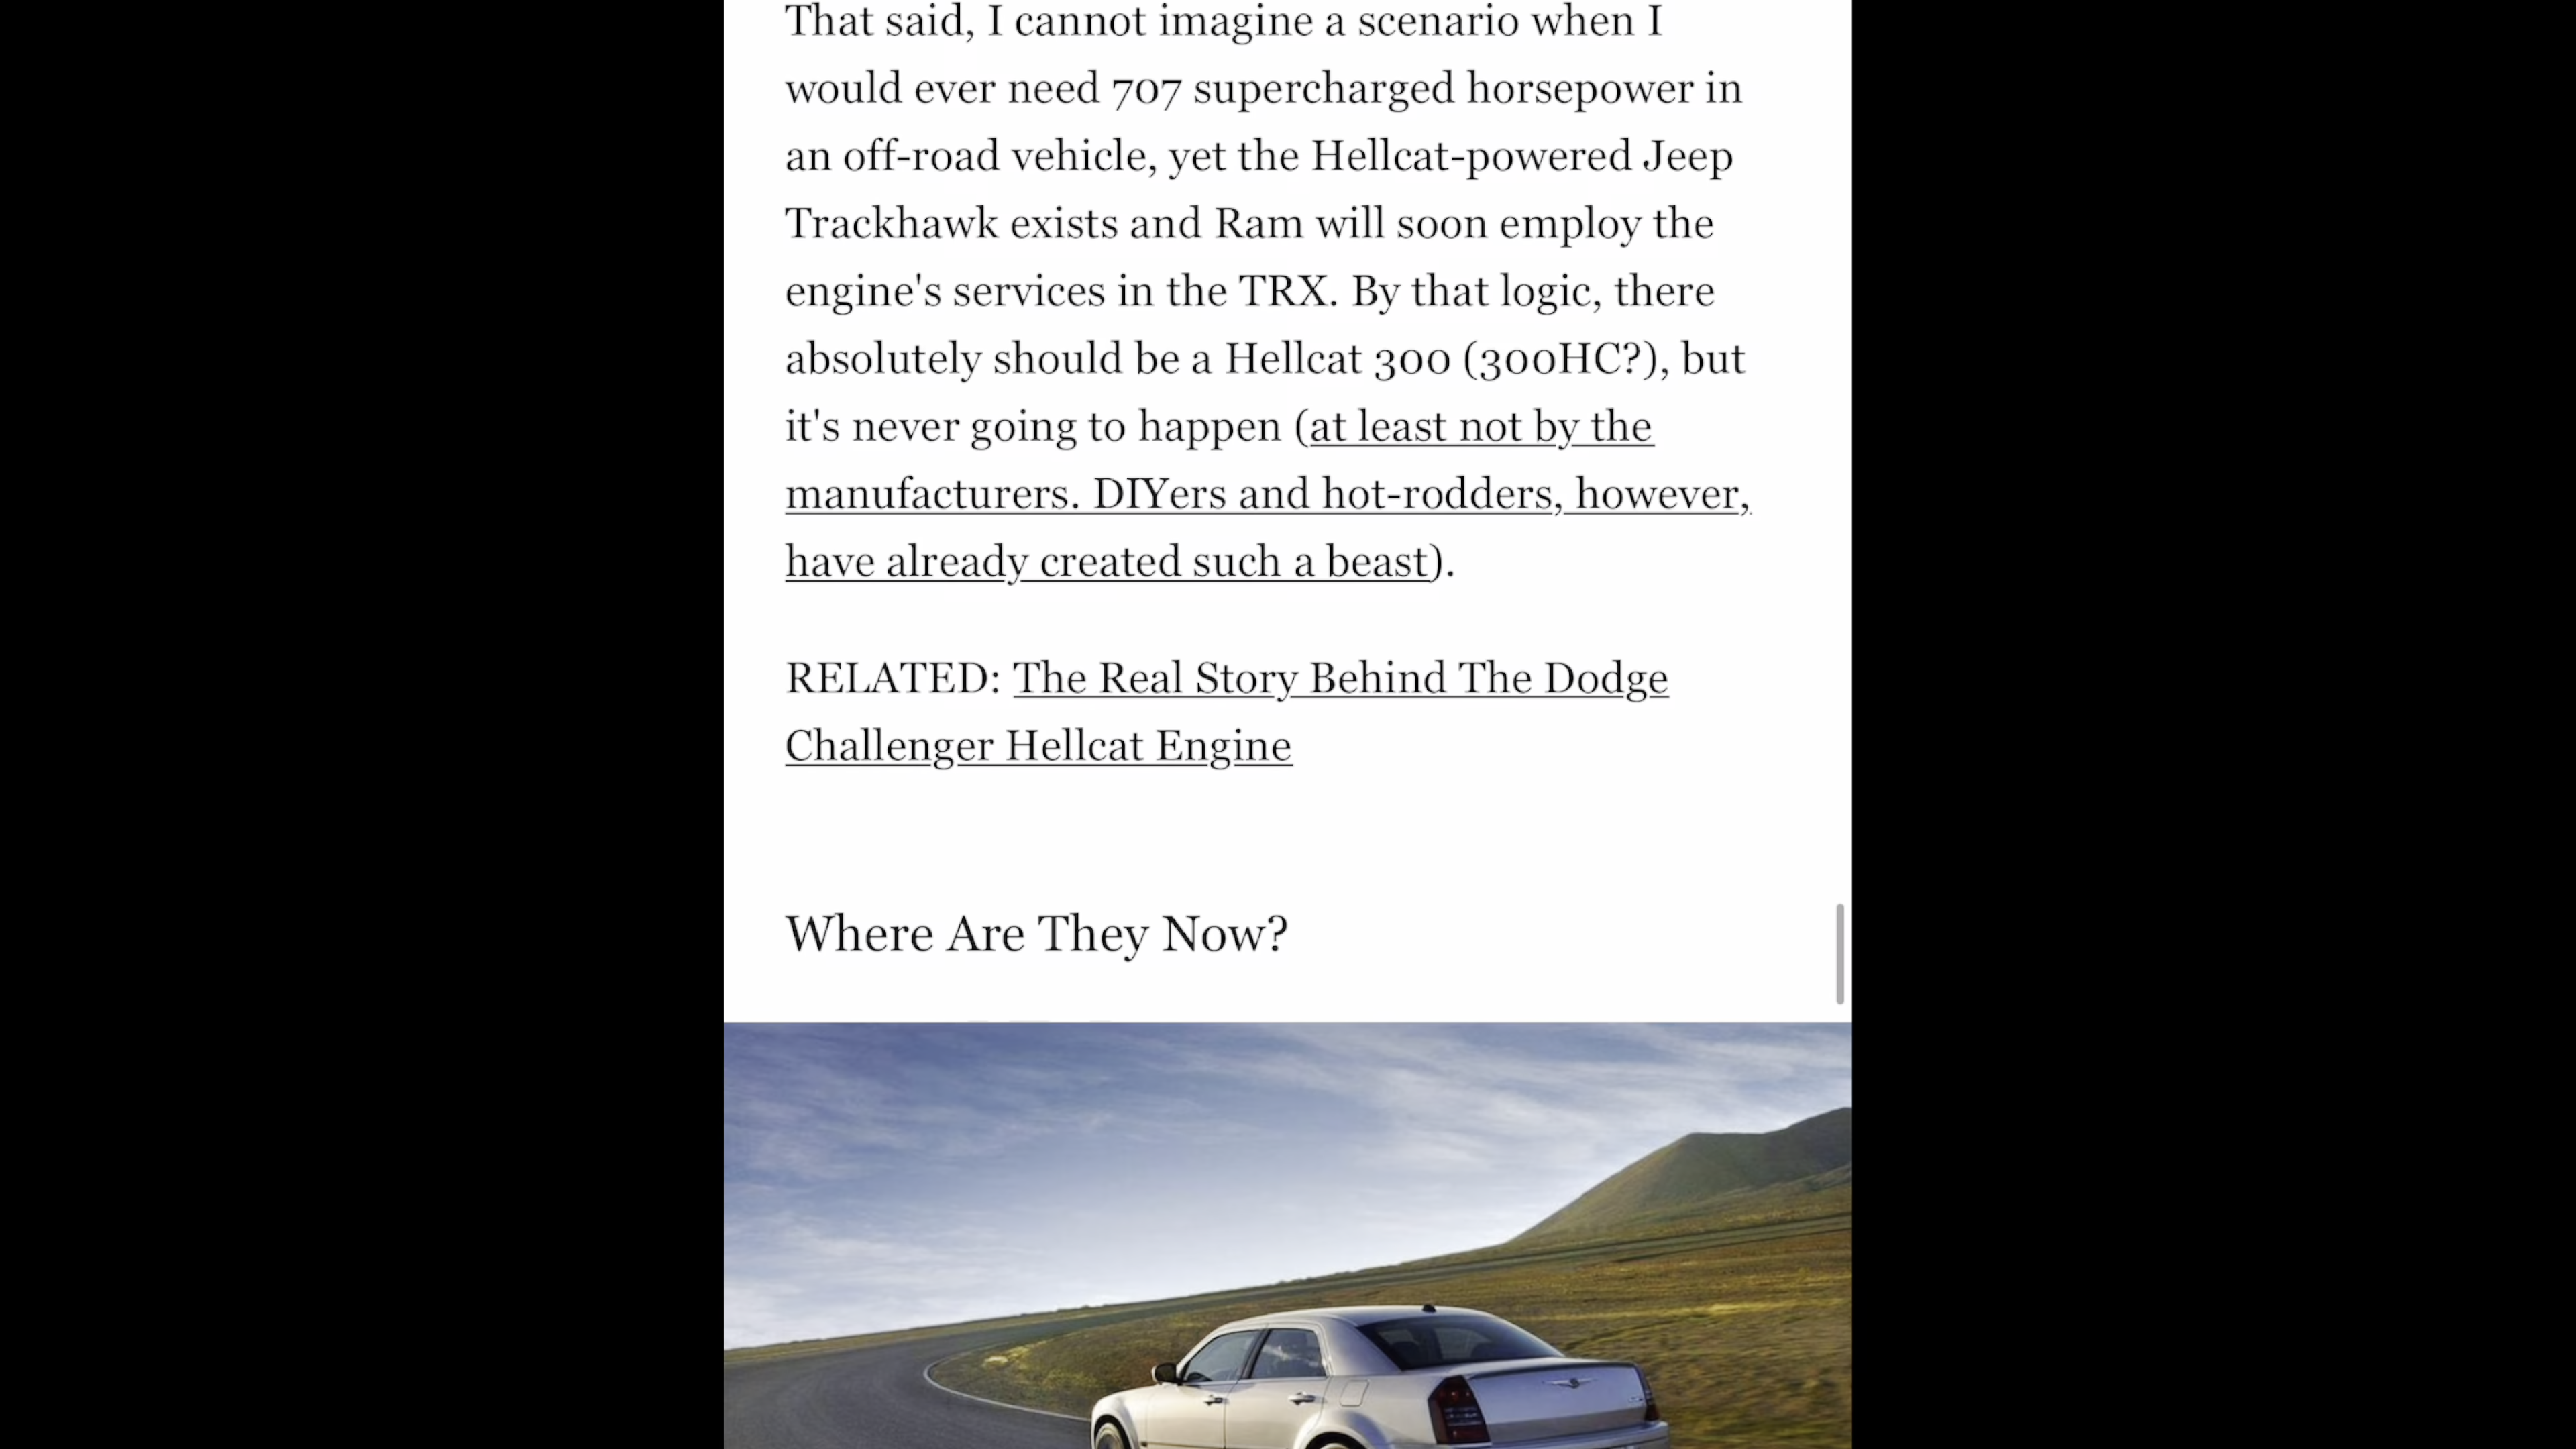 That said, I cannot imagine a scenario when I
would ever need 707 supercharged horsepower in
an off-road vehicle, yet the Hellcat-powered Jeep
Trackhawk exists and Ram will soon employ the
engine's services in the TRX. By that logic, there
absolutely should be a Hellcat 300 (300HC?), but
it's never going to happen (at least not by the
manufacturers. DIYers and hot-rodders, however,
have already created such a beast).
RELATED: The Real Story Behind The Dodge
Challenger Hellcat Engine
Where Are They Now?